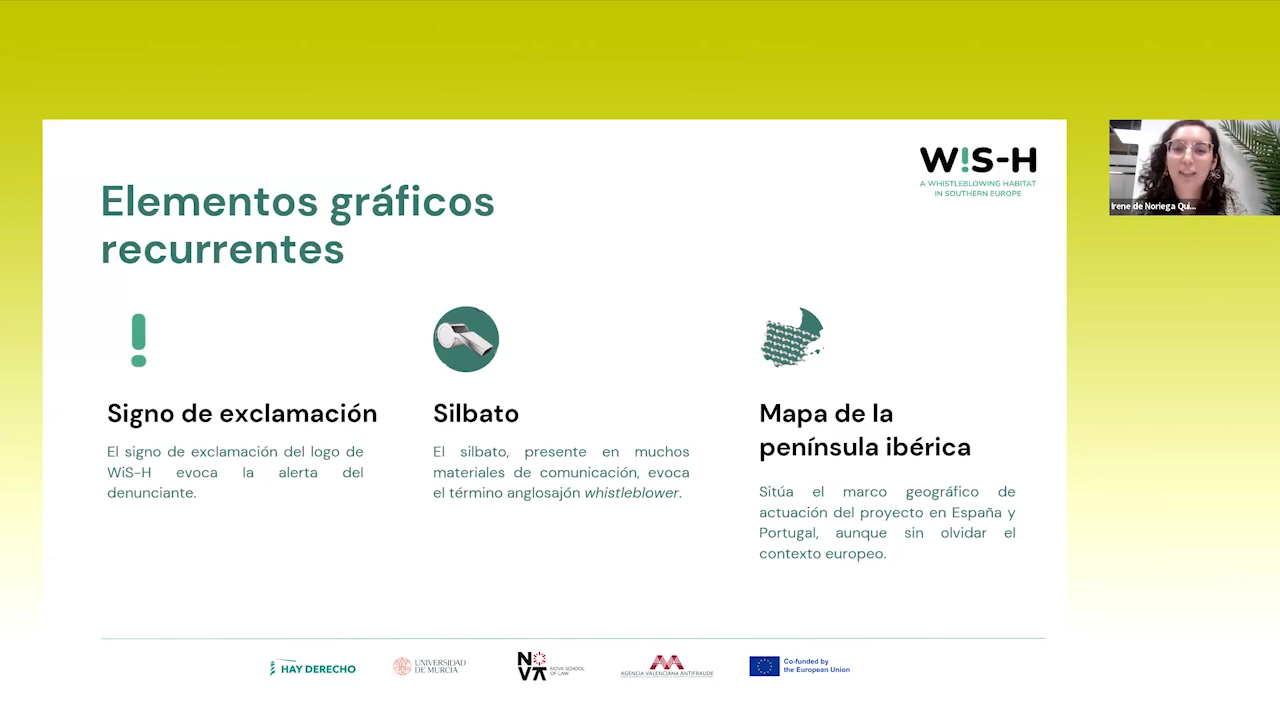 W!S-H
A WHISTLEBLOWING HABITAT
IN SOUTHERN EUROPE
Irene de Noriega Qui...
Elementos gráficos
recurrentes
Signo de exclamación
El signo de exclamación del logo de
WiS-H evoca la alerta del
denunciante.
Silbato
El silbato, presente en muchos
materiales de comunicación, evoca
el término anglosajón whistleblower.
Mapa de la
península ibérica
Sitúa el marco geográfico de
actuación del proyecto en España y
Portugal, aunque sin olvidar el
contexto europeo.
HAY DERECHO
UNIVERSIDAD
DE MURCIA
NOVA
NOVA SCHOOL
OF LAW
AGENCIA VALENCIANA ANTIFRAUDE
Co-funded by
the European Union